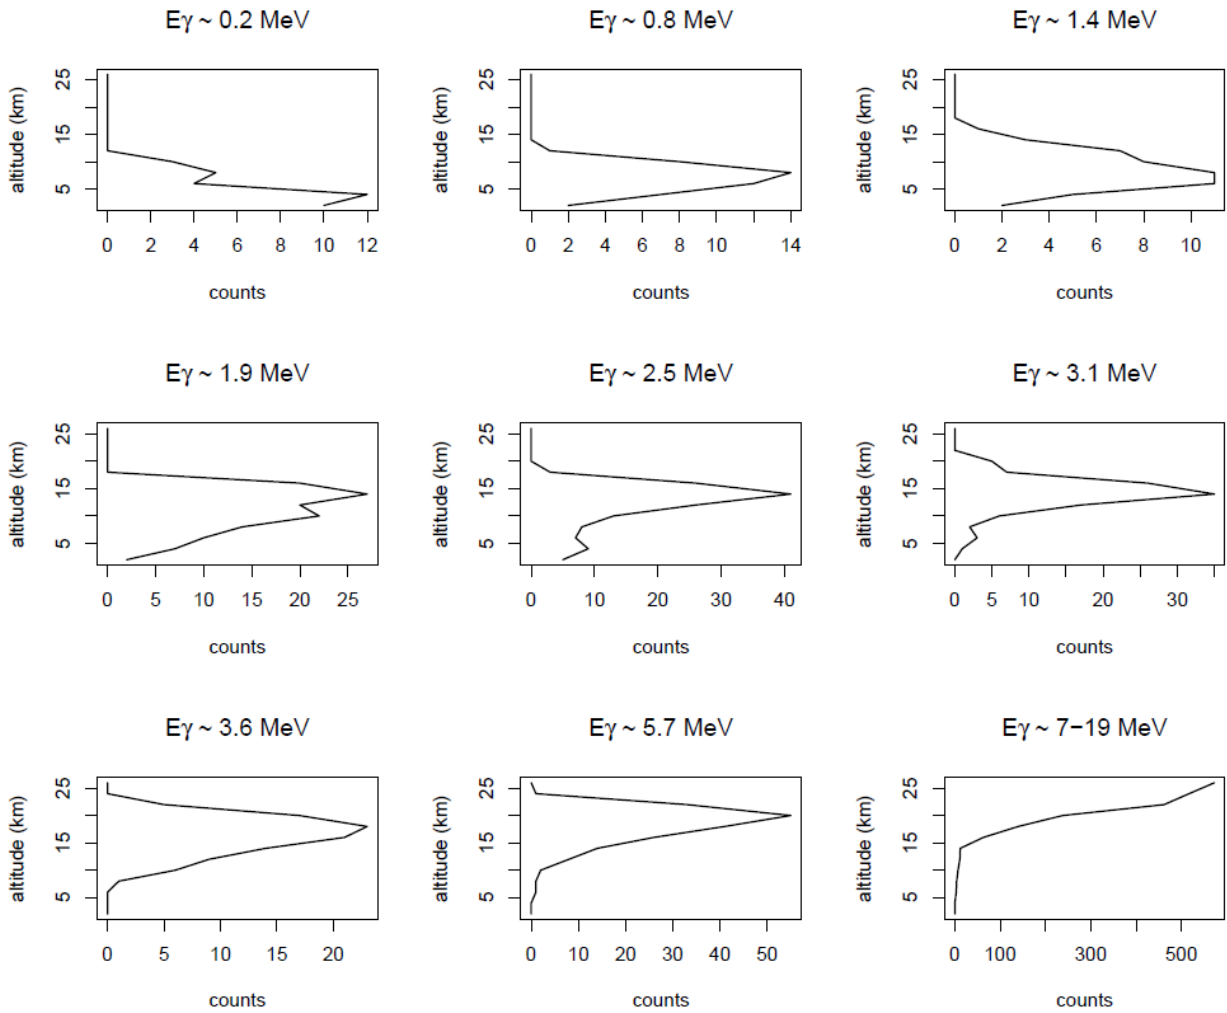 Eγ ~ 0.2 MeV
altitude (km)
25
15
5
0 2 4 6 8 10 12
counts
Eγ ~ 0.8 MeV
altitude (km)
25
15
5
0 2 4 6 8 10 14
counts
Eγ ~ 1.4 MeV
altitude (km)
25
15
5
0 2 4 6 8 10
counts
Eγ ~ 1.9 MeV
altitude (km)
25
15
5
0 5 10 15 20 25
counts
Eγ ~ 2.5 MeV
altitude (km)
25
15
5
0 10 20 30 40
counts
Eγ ~ 3.1 MeV
altitude (km)
25
15
5
0 5 10 20 30
counts
Eγ ~ 3.6 MeV
altitude (km)
25
15
5
0 5 10 20
counts
Eγ ~ 5.7 MeV
altitude (km)
25
15
5
0 10 20 30 40 50
counts
Eγ ~ 7−19 MeV
altitude (km)
25
15
5
0 100 300 500
counts